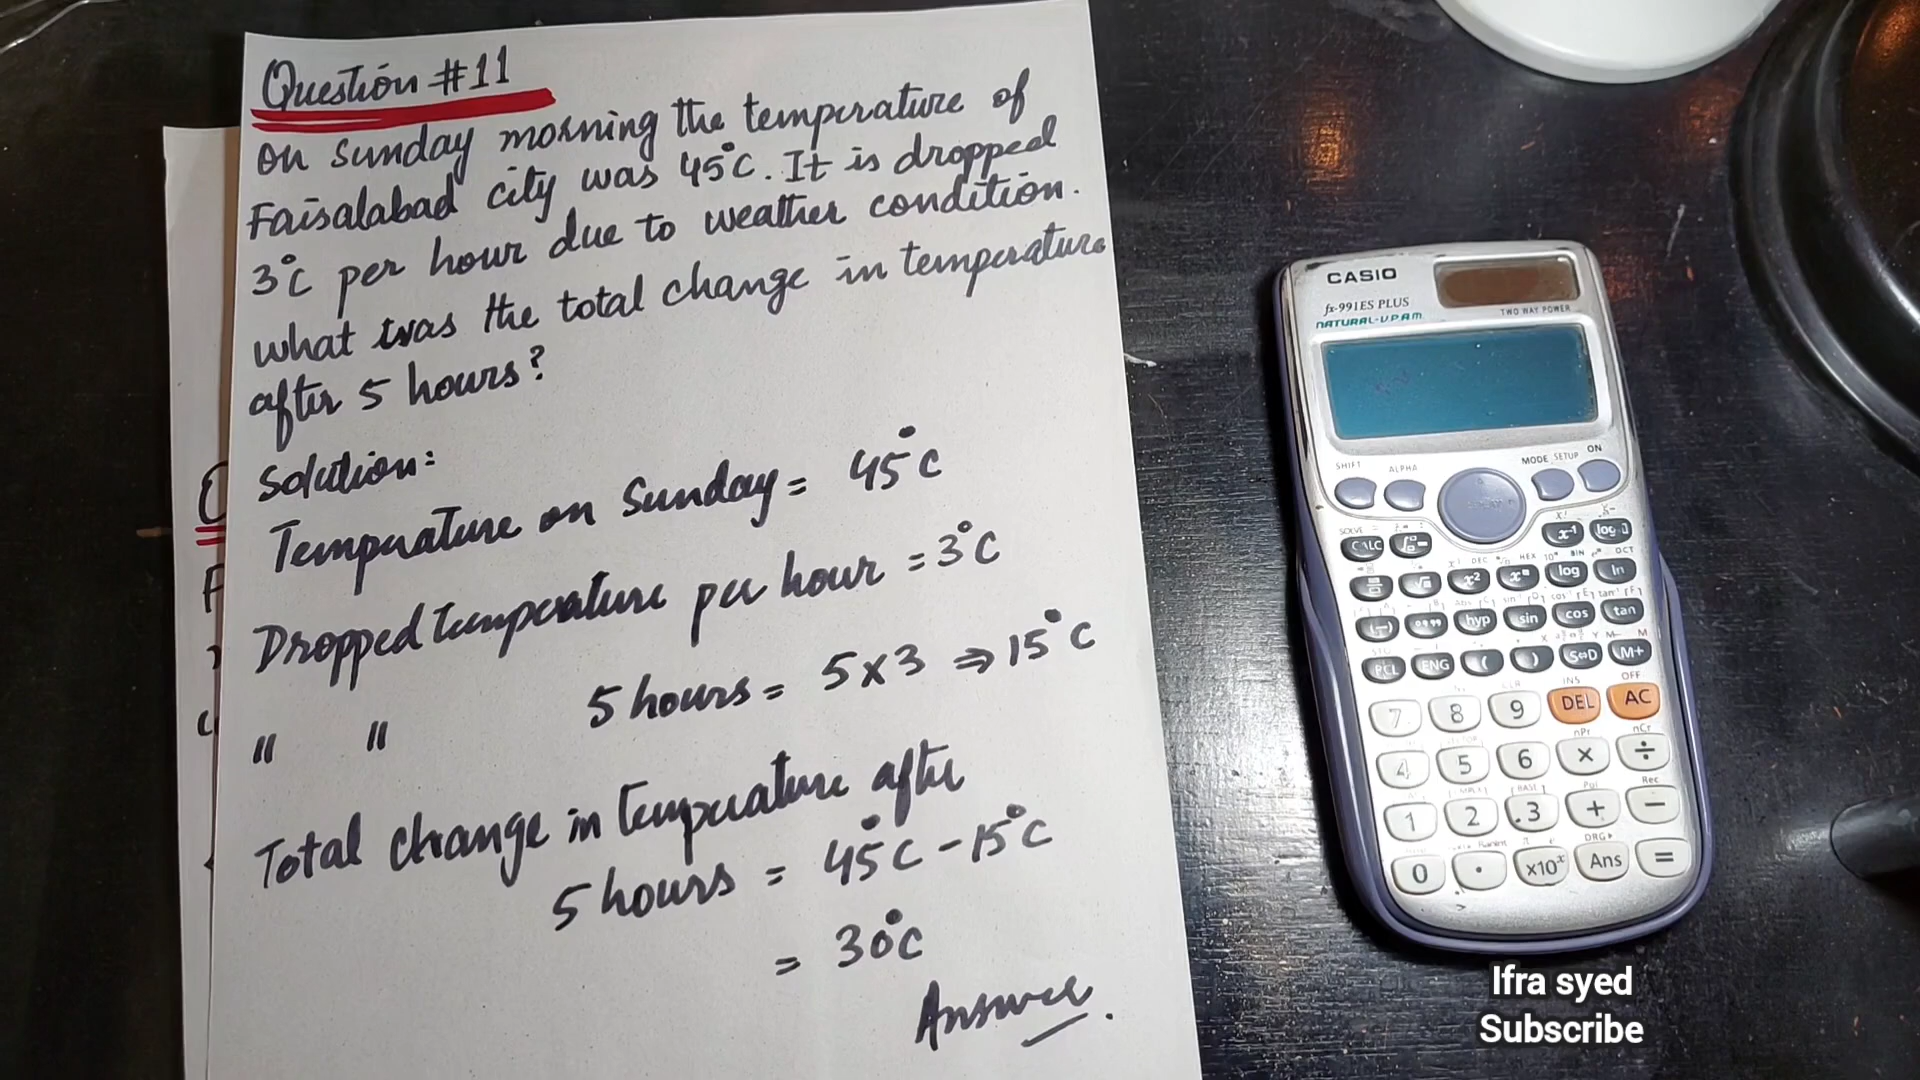 Question #11
on sunday morning the temperature of
Faisalabad city was 45°C. It is dropped
3°C per hour due to weather condition.
what was the total change in temperature
after 5 hours?
Solution:
Temperature on Sunday = 45°C
Dropped temperature per hour = 3°C
" " 5 hours = 5x3 ⇒ 15°C
Total change in temperature after
5 hours = 45°C - 15°C
= 30°C
Answer.
CASIO
fx-991ES PLUS
NATURAL-V.P.A.M.
TWO WAY POWER
SHIFT ALPHA MODE SETUP ON
CALC x⁻¹ log
x² log ln
hyp sin cos tan
RCL ENG ( ) S⇔D M+
7 8 9 DEL AC
4 5 6 × ÷
1 2 3 + −
0 . ×10ˣ Ans =
Ifra syed
Subscribe